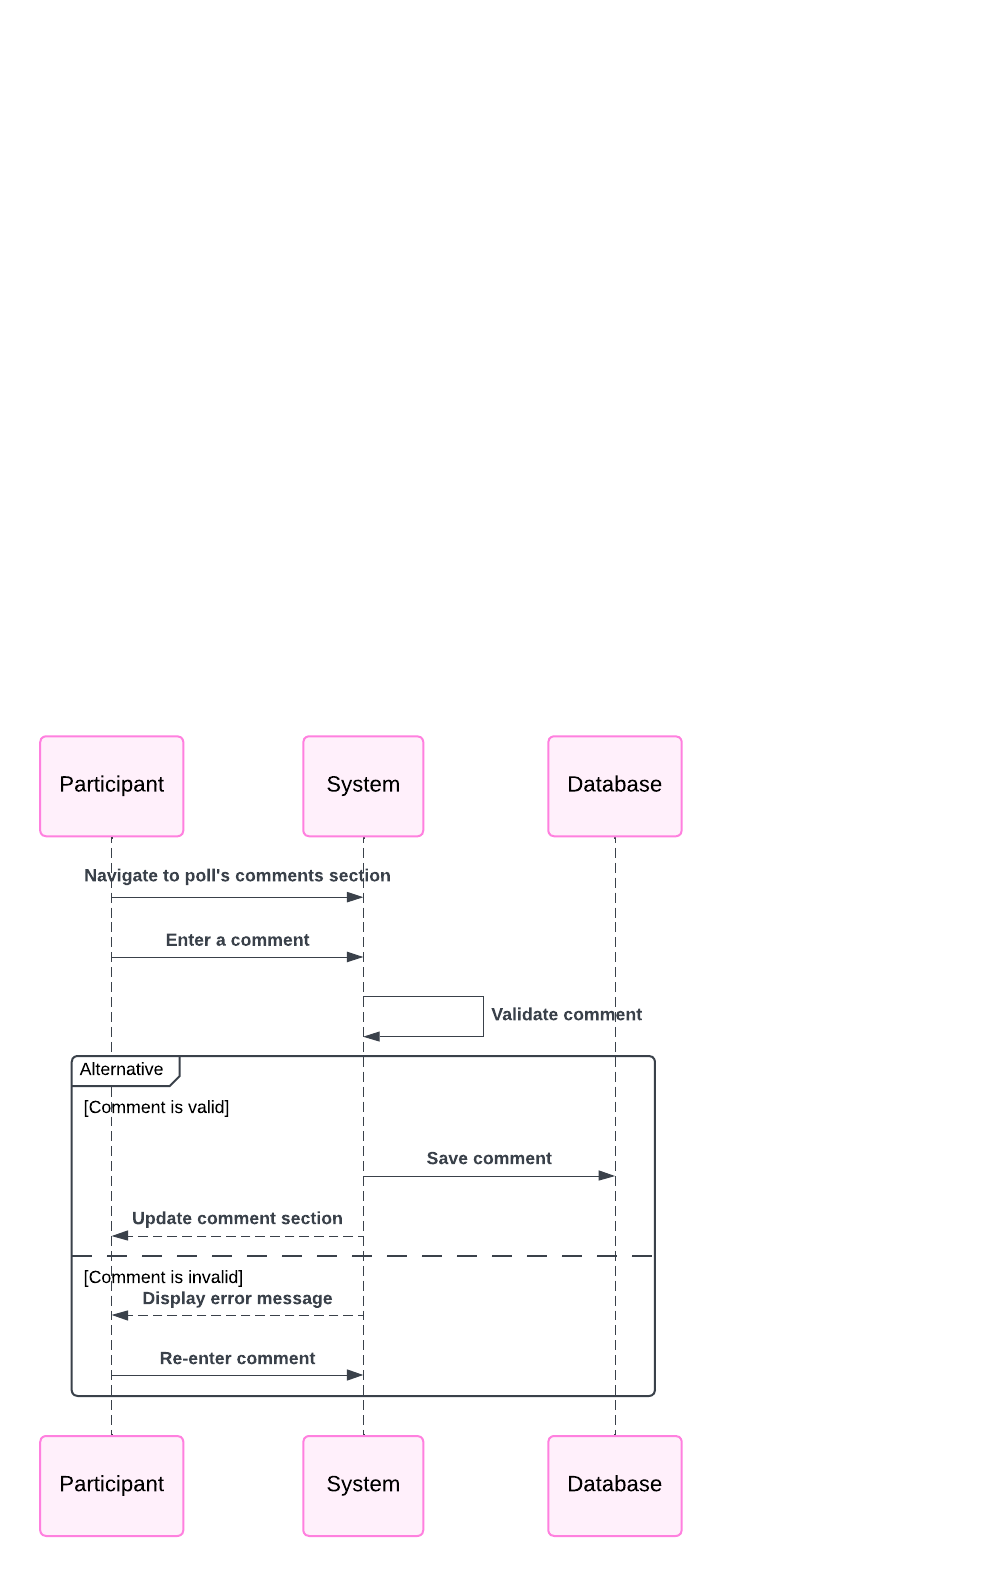 Participant
System
Database
Navigate to poll's comments section
Enter a comment
Validate comment
Alternative
[Comment is valid]
Save comment
Update comment section
[Comment is invalid]
Display error message
Re-enter comment
Participant
System
Database